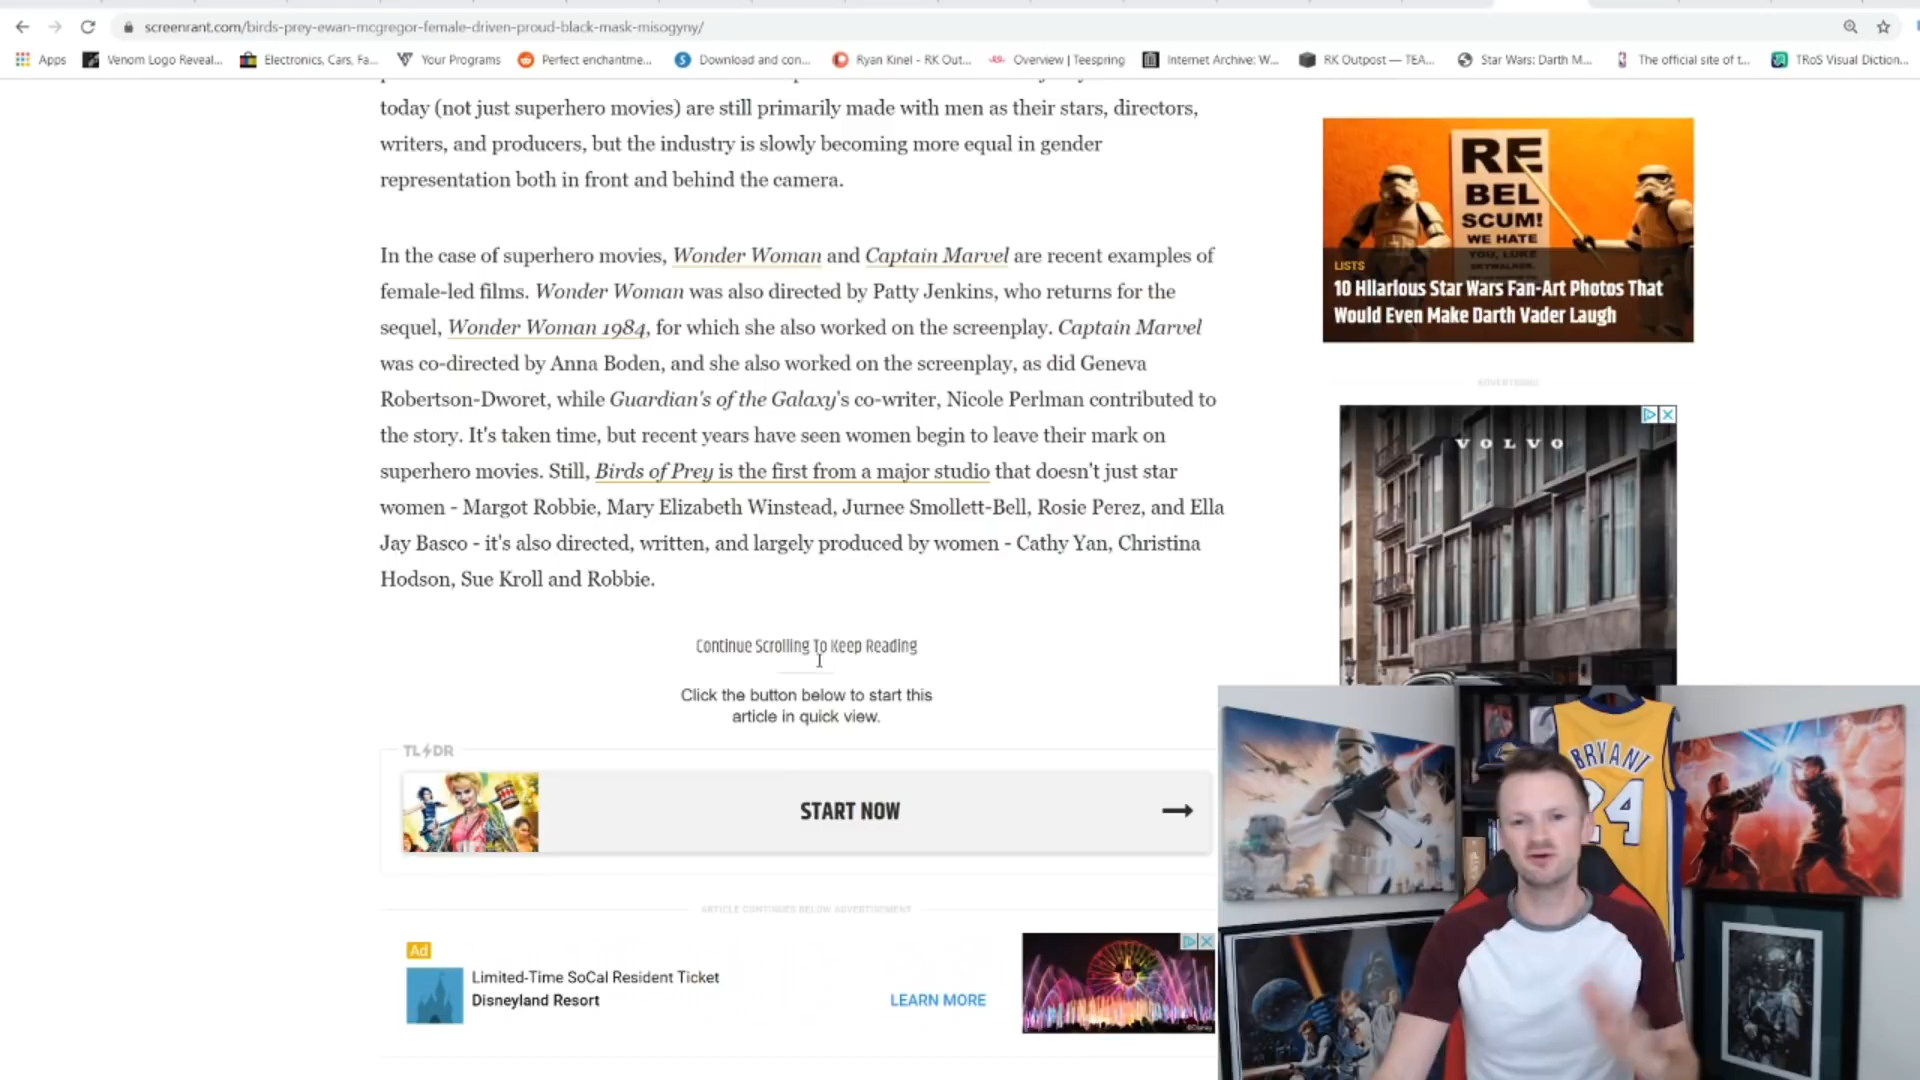 screenrant.com/birds-prey-ewan-mcgregor-female-driven-proud-black-mask-misogyny/
Apps Venom Logo Reveal... Electronics, Cars, Fa... Your Programs Perfect enchantme... Download and con... Ryan Kinel - RK Out... Overview | Teespring Internet Archive: W... RK Outpost — TEA... Star Wars: Darth M... The official site of t... TRoS Visual Diction...
today (not just superhero movies) are still primarily made with men as their stars, directors,
writers, and producers, but the industry is slowly becoming more equal in gender
representation both in front and behind the camera.
In the case of superhero movies, Wonder Woman and Captain Marvel are recent examples of
female-led films. Wonder Woman was also directed by Patty Jenkins, who returns for the
sequel, Wonder Woman 1984, for which she also worked on the screenplay. Captain Marvel
was co-directed by Anna Boden, and she also worked on the screenplay, as did Geneva
Robertson-Dworet, while Guardian's of the Galaxy's co-writer, Nicole Perlman contributed to
the story. It's taken time, but recent years have seen women begin to leave their mark on
superhero movies. Still, Birds of Prey is the first from a major studio that doesn't just star
women - Margot Robbie, Mary Elizabeth Winstead, Jurnee Smollett-Bell, Rosie Perez, and Ella
Jay Basco - it's also directed, written, and largely produced by women - Cathy Yan, Christina
Hodson, Sue Kroll and Robbie.
Continue Scrolling To Keep Reading
Click the button below to start this
article in quick view.
TL DR
START NOW
ARTICLE CONTINUES BELOW ADVERTISEMENT
Ad
Limited-Time SoCal Resident Ticket
Disneyland Resort
LEARN MORE
©Disney
RE
BEL
SCUM!
WE HATE
YOU, LUKE
SKYWALKER.
LISTS
10 Hilarious Star Wars Fan-Art Photos That
Would Even Make Darth Vader Laugh
ADVERTISING
VOLVO
BRYANT
24